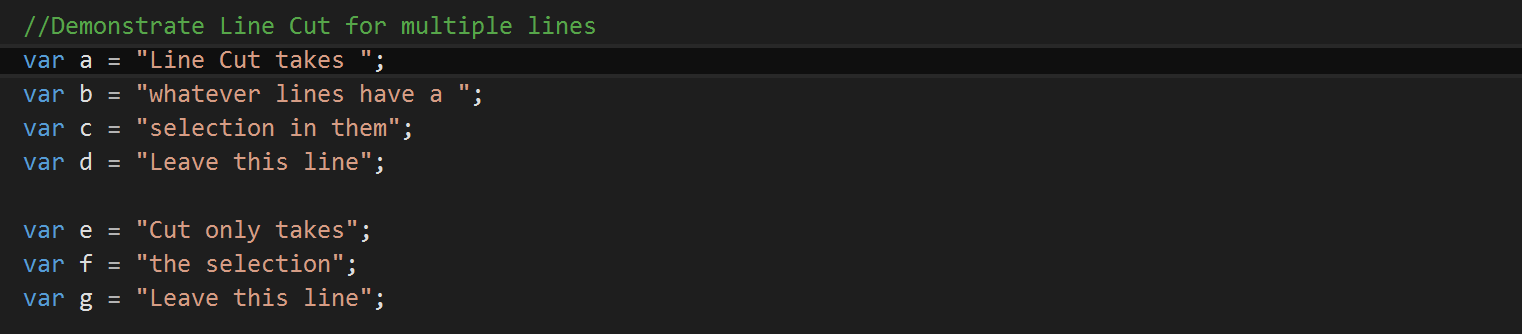 //Demonstrate Line Cut for multiple lines
var a = "Line Cut takes ";
var b = "whatever lines have a ";
var c = "selection in them";
var d = "Leave this line";

var e = "Cut only takes";
var f = "the selection";
var g = "Leave this line";